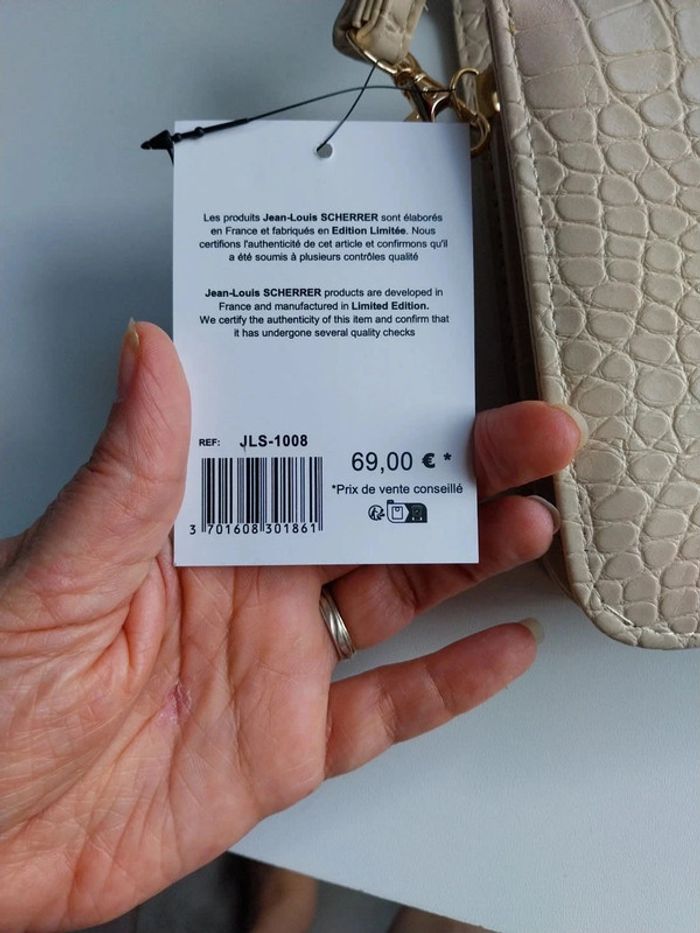 Les produits Jean-Louis SCHERRER sont élaborés
en France et fabriqués en Edition Limitée. Nous
certifions l'authenticité de cet article et confirmons qu'il
a été soumis à plusieurs contrôles qualité
Jean-Louis SCHERRER products are developed in
France and manufactured in Limited Edition.
We certify the authenticity of this item and confirm that
it has undergone several quality checks
REF: JLS-1008
69,00 € *
*Prix de vente conseillé
3 701608 301861